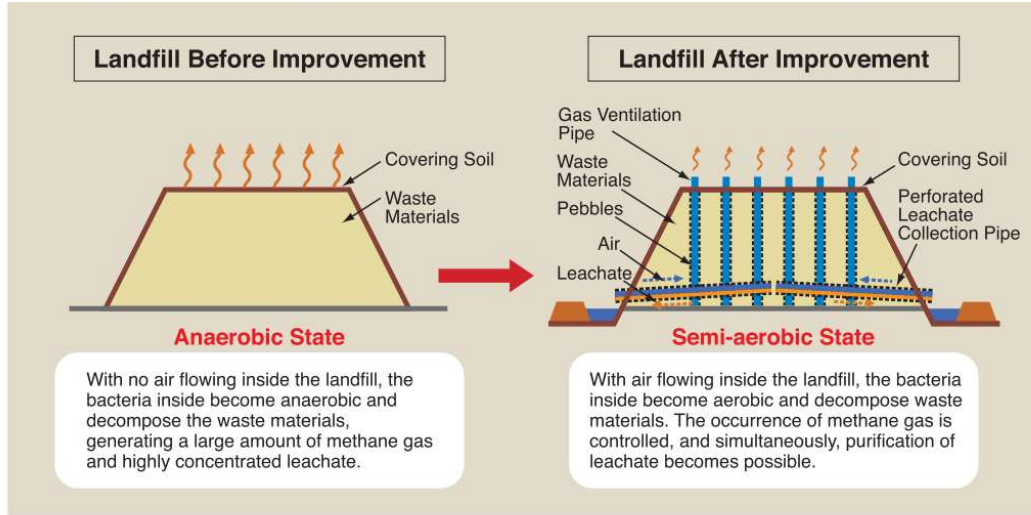 Landfill Before Improvement
Covering Soil
Waste
Materials
Anaerobic State
With no air flowing inside the landfill, the
bacteria inside become anaerobic and
decompose the waste materials,
generating a large amount of methane gas
and highly concentrated leachate.
Landfill After Improvement
Gas Ventilation
Pipe
Waste
Materials
Pebbles
Air
Leachate
Covering Soil
Perforated
Leachate
Collection Pipe
Semi-aerobic State
With air flowing inside the landfill, the bacteria
inside become aerobic and decompose waste
materials. The occurrence of methane gas is
controlled, and simultaneously, purification of
leachate becomes possible.